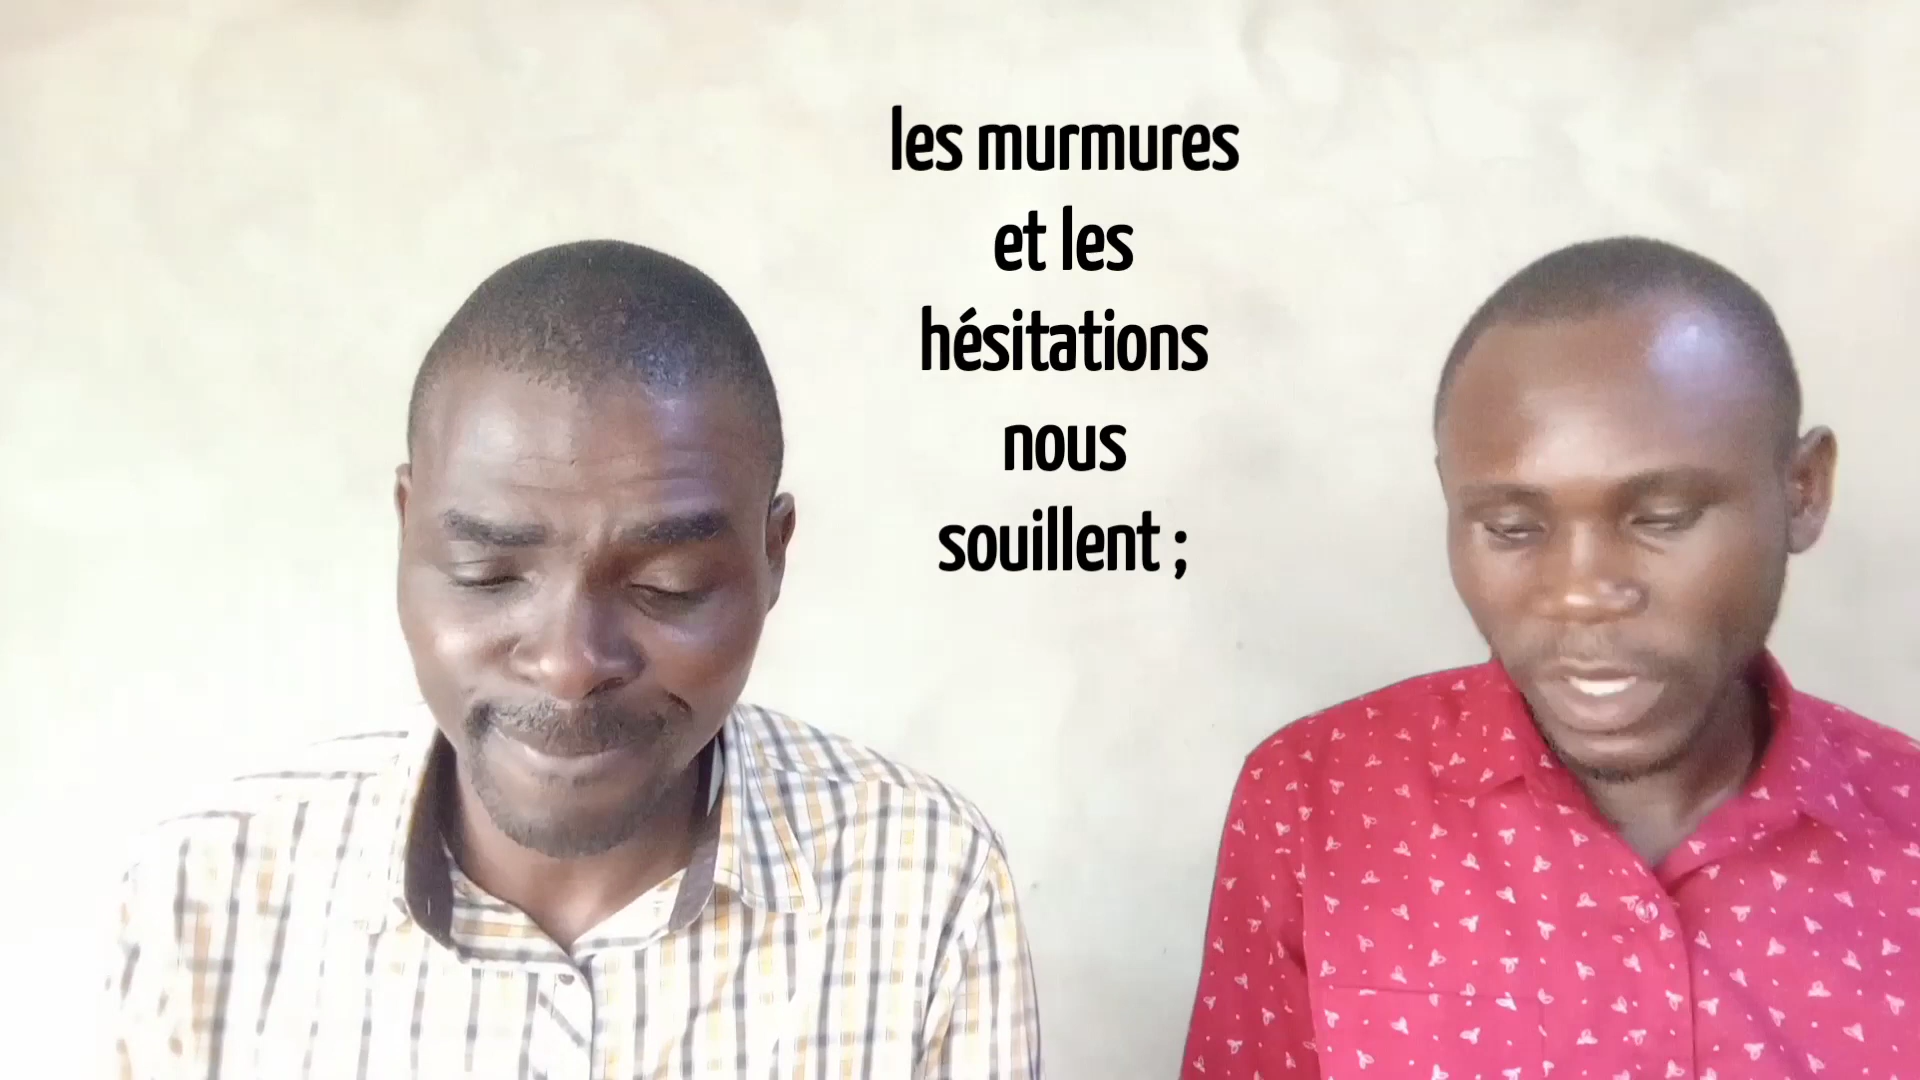 les murmures
et les
hésitations
nous
souillent ;